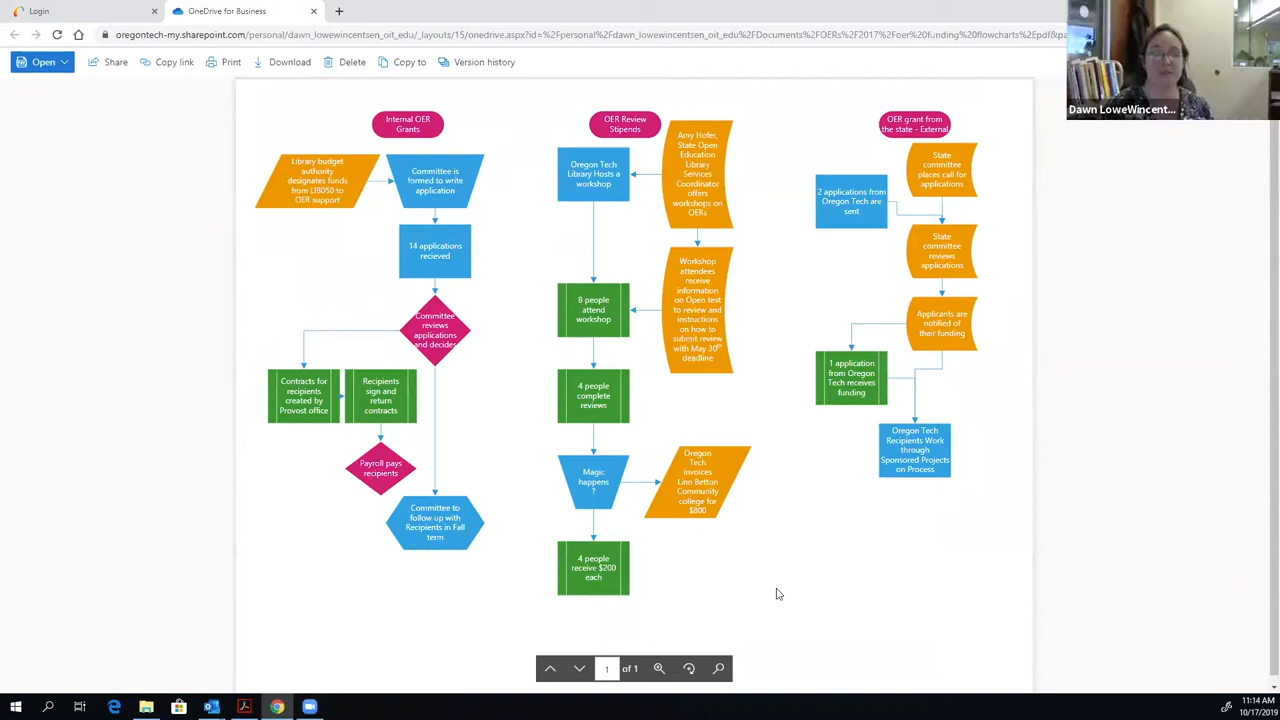 Login
OneDrive for Business
oregontech-my.sharepoint.com/personal/dawn_lowewincentsen_oit_edu/_layouts/15/onedrive.aspx?id=%2Fpersonal%2Fdawn_lowewincentsen_oit_edu%2FDocuments%2FOERs%2F2017%2Foer funding flowcharts%2Epdf&pa
Open
Share
Copy link
Print
Download
Delete
Copy to
Version history
Dawn LoweWincent...
Internal OER
Grants
Library budget
authority
designates funds
from LIB050 to
OER support
Committee is
formed to write
application
14 applications
recieved
Committee
reviews
applications
and decides
Contracts for
recipients
created by
Provost office
Recipients
sign and
return
contracts
Payroll pays
recipients
Committee to
follow up with
Recipients in Fall
term
OER Review
Stipends
Oregon Tech
Library Hosts a
workshop
Amy Hofer,
State Open
Education
Library
Services
Coordinator
offers
workshops on
OERs
8 people
attend
workshop
Workshop
attendees
receive
information
on Open text
to review and
instructions
on how to
submit review
with May 30th
deadline
4 people
complete
reviews
Magic
happens
?
Oregon
Tech
Invoices
Linn Betton
Community
college for
$800
4 people
receive $200
each
OER grant from
the state - External
State
committee
places call for
applications
2 applications from
Oregon Tech are
sent
State
committee
reviews
applications
Applicants are
notified of
their funding
1 application
from Oregon
Tech receives
funding
Oregon Tech
Recipients Work
through
Sponsored Projects
on Process
1 of 1
11:14 AM
10/17/2019